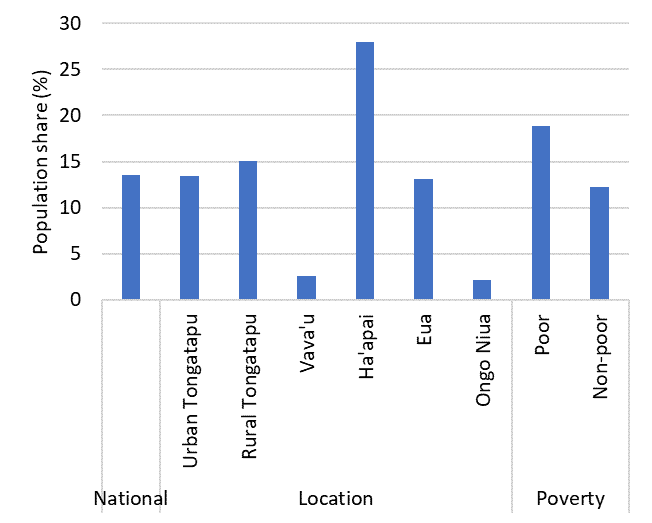 Population share (%)
30
25
20
15
10
5
0
Urban Tongatapu
Rural Tongatapu
Vava'u
Ha'apai
Eua
Ongo Niua
Poor
Non-poor
National
Location
Poverty